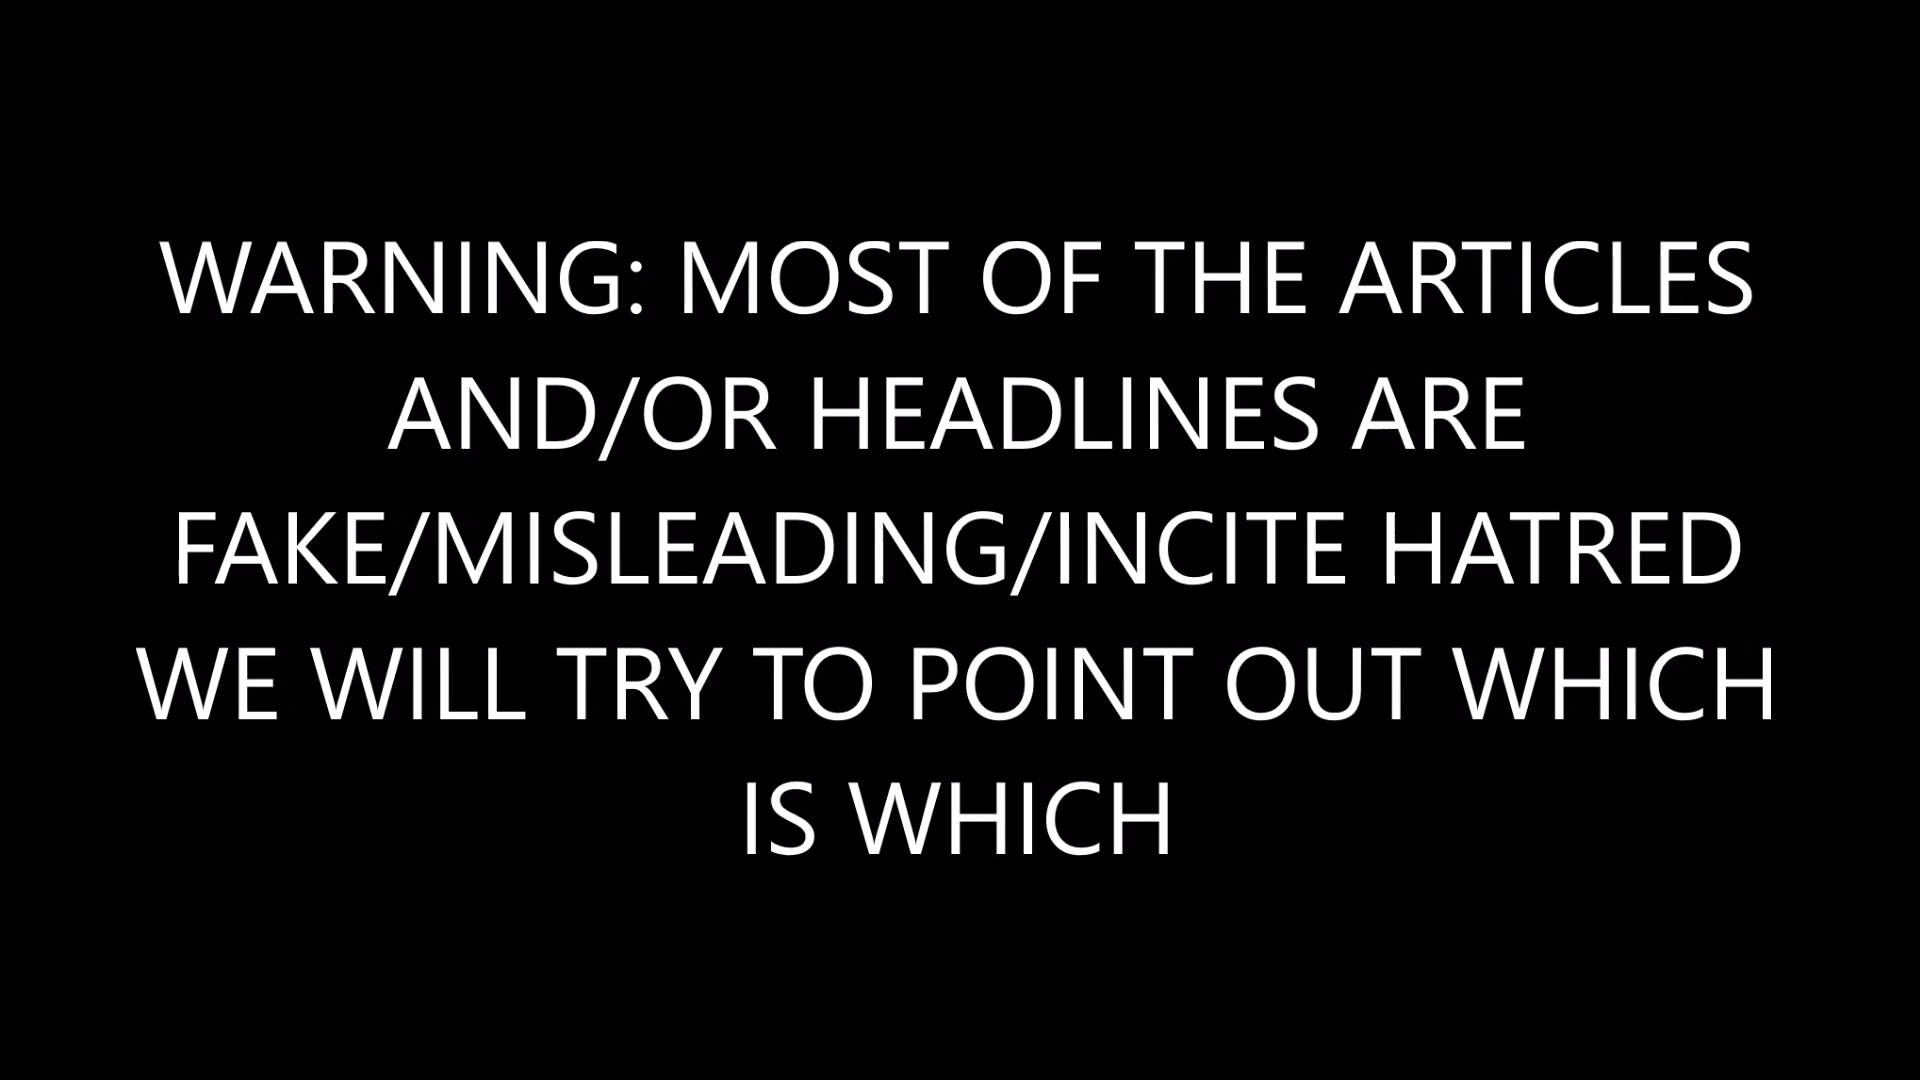 WARNING: MOST OF THE ARTICLES
AND/OR HEADLINES ARE
FAKE/MISLEADING/INCITE HATRED
WE WILL TRY TO POINT OUT WHICH
IS WHICH